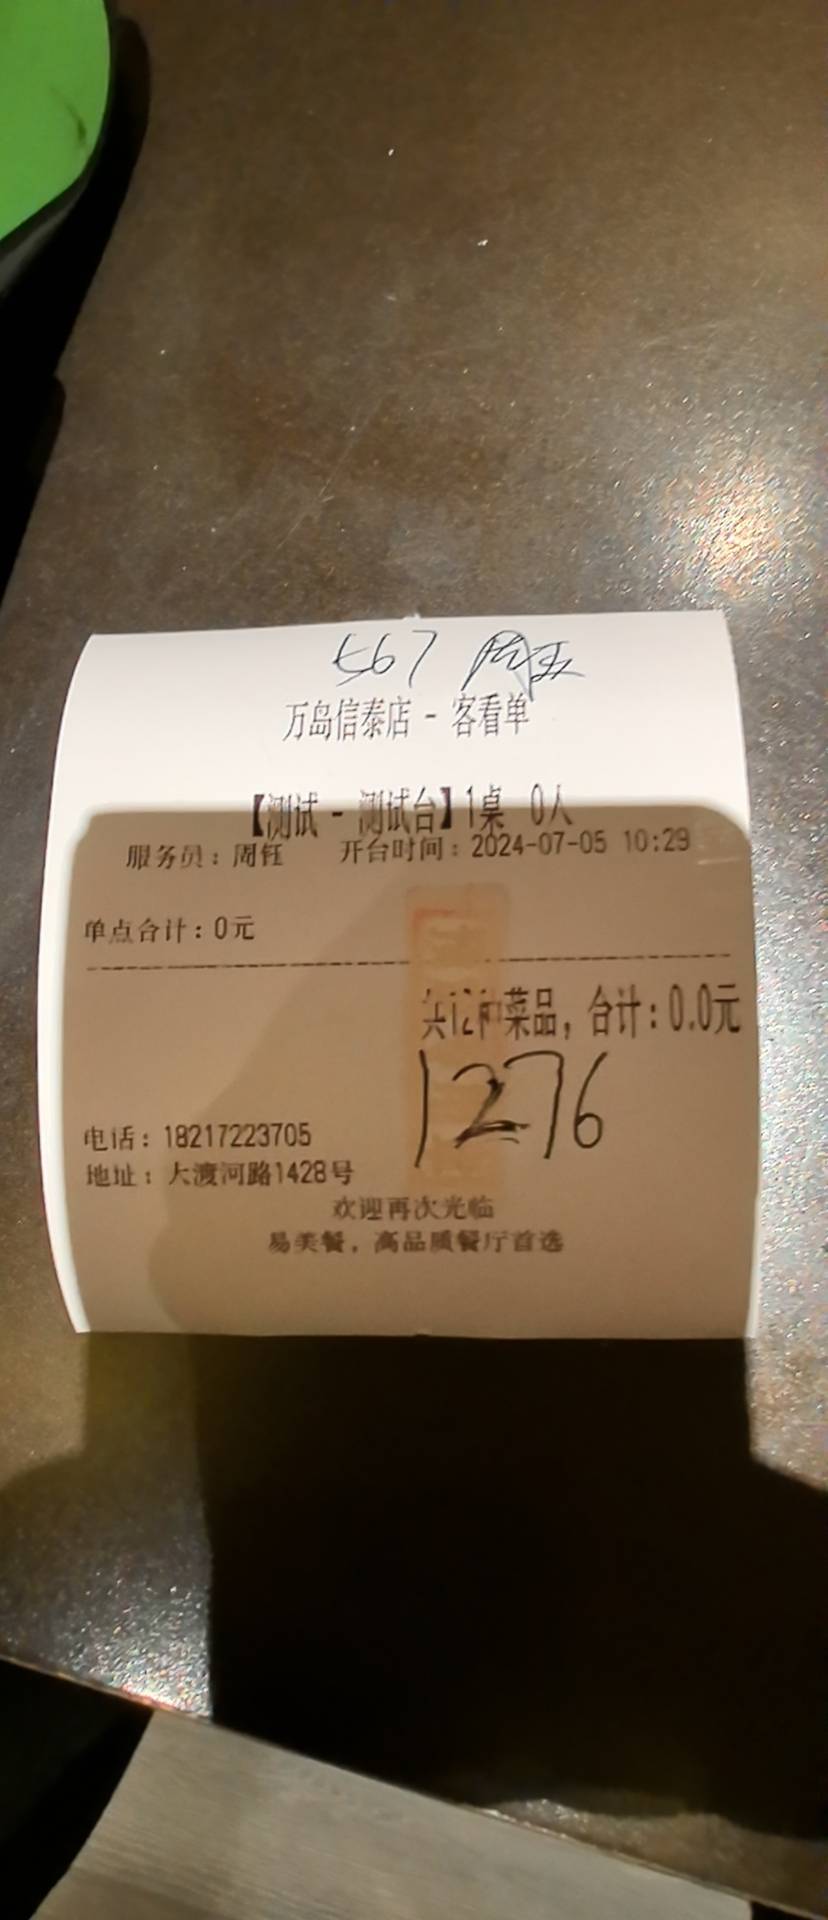 567
万岛信泰店 - 客看单
【测试 - 测试台】1桌 0人
服务员：周钰 开台时间：2024-07-05 10:29
单点合计：0元
共12种菜品，合计：0.0元
1276
电话：18217223705
地址：大渡河路1428号
欢迎再次光临
易美餐，高品质餐厅首选